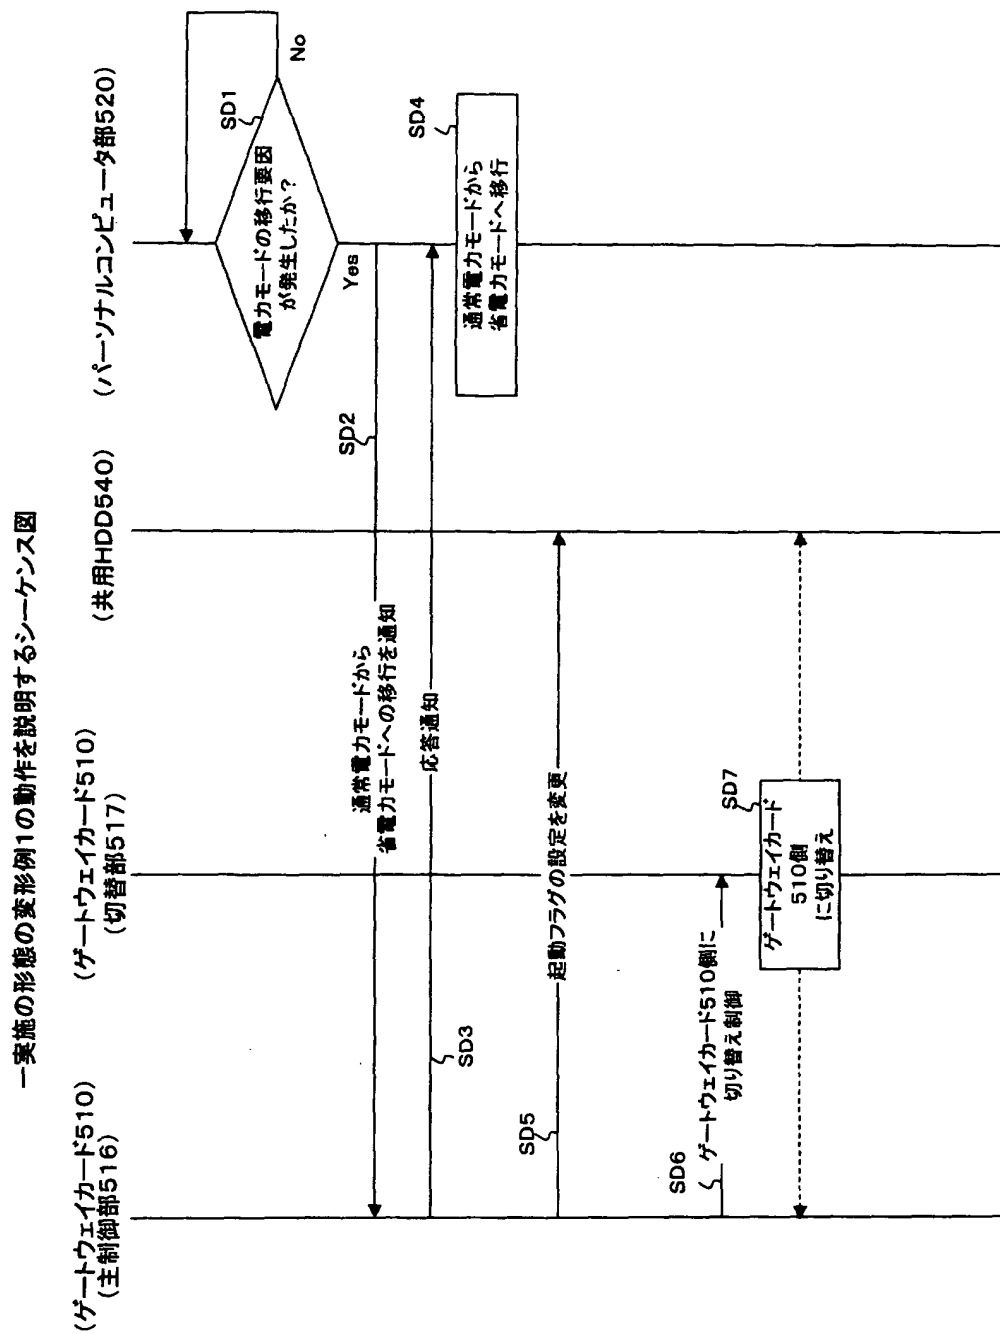 一実施の形態の変形例1の動作を説明するシーケンス図
(ゲートウェイカード510)
(主制御部516)
(ゲートウェイカード510)
(切替部517)
(共用HDD540)
(パーソナルコンピュータ部520)
SD1
電力モードの移行要因
が発生したか?
No
Yes
SD2
通常電力モードから
省電力モードへの移行を通知
応答通知
SD3
SD4
通常電力モードから
省電力モードへ移行
SD5
起動フラグの設定を変更
SD6
ゲートウェイカード510側に
切り替え制御
SD7
ゲートウェイカード
510側
に切り替え